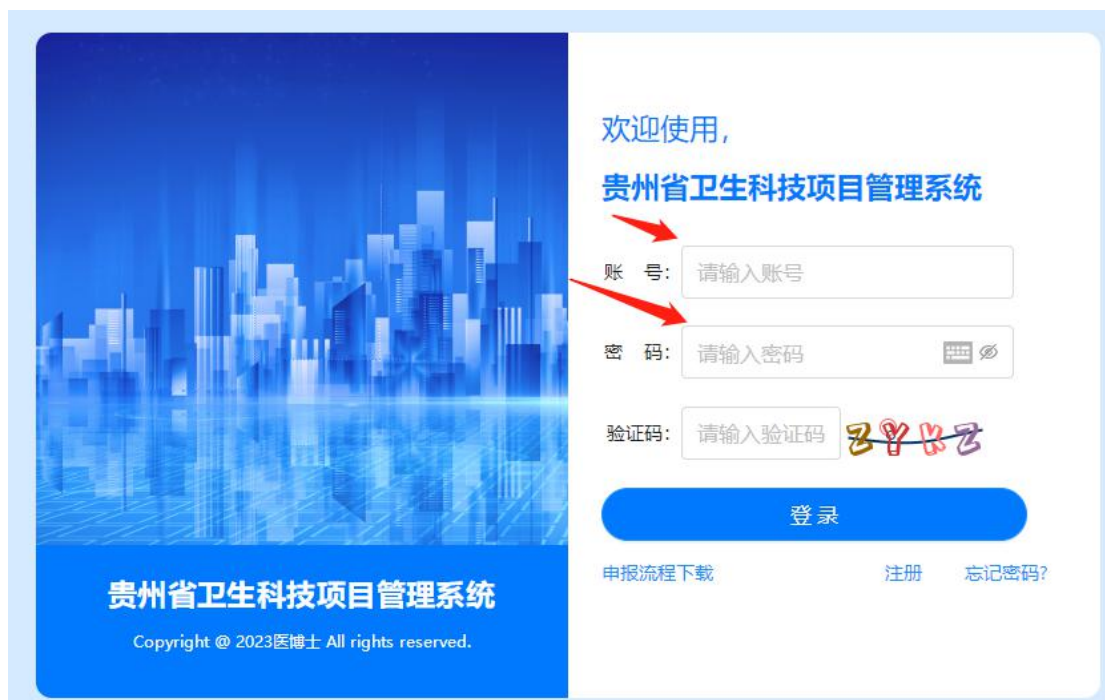 欢迎使用，
贵州省卫生科技项目管理系统
账 号：
请输入账号
密 码：
请输入密码
验证码：
请输入验证码
ZYKZ
登录
申报流程下载
注册
忘记密码?
贵州省卫生科技项目管理系统
Copyright @ 2023医博士 All rights reserved.